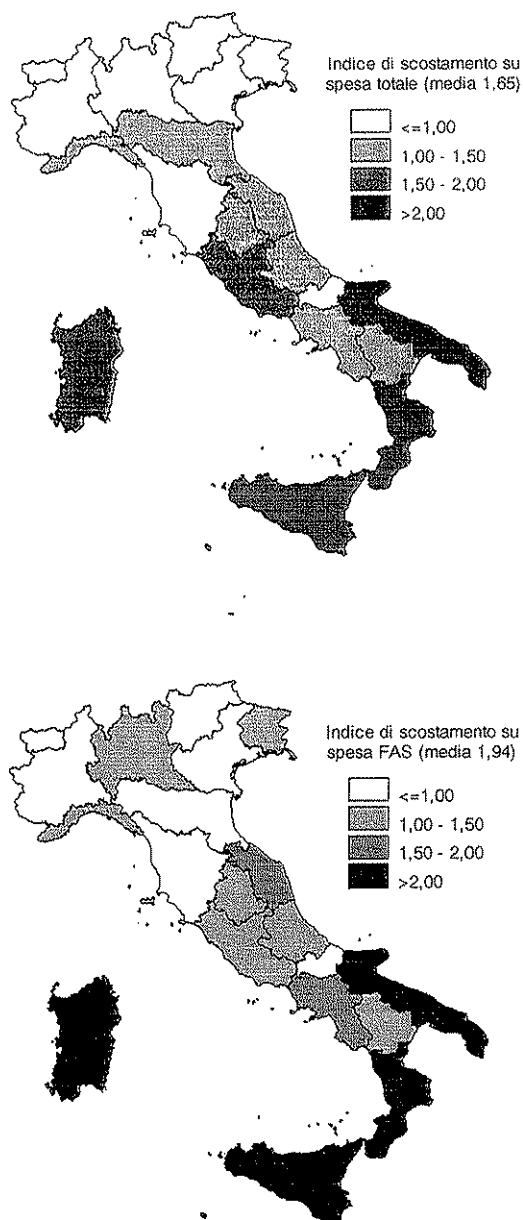 Indice di scostamento su
spesa totale (media 1,65)
<=1,00
1,00 - 1,50
1,50 - 2,00
>2,00
Indice di scostamento su
spesa FAS (media 1,94)
<=1,00
1,00 - 1,50
1,50 - 2,00
>2,00